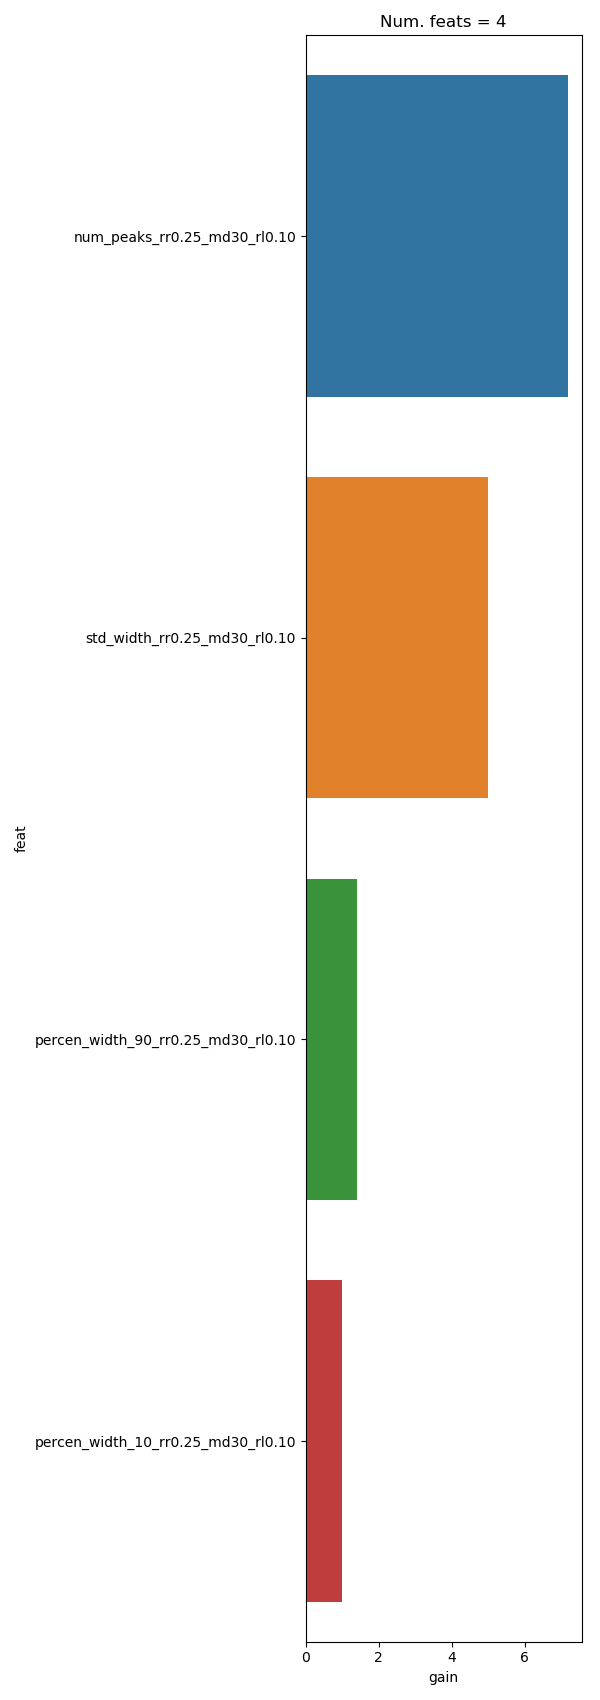 Num. feats = 4
num_peaks_rr0.25_md30_rl0.10
std_width_rr0.25_md30_rl0.10
feat
percen_width_90_rr0.25_md30_rl0.10
percen_width_10_rr0.25_md30_rl0.10
0 2 4 6
gain